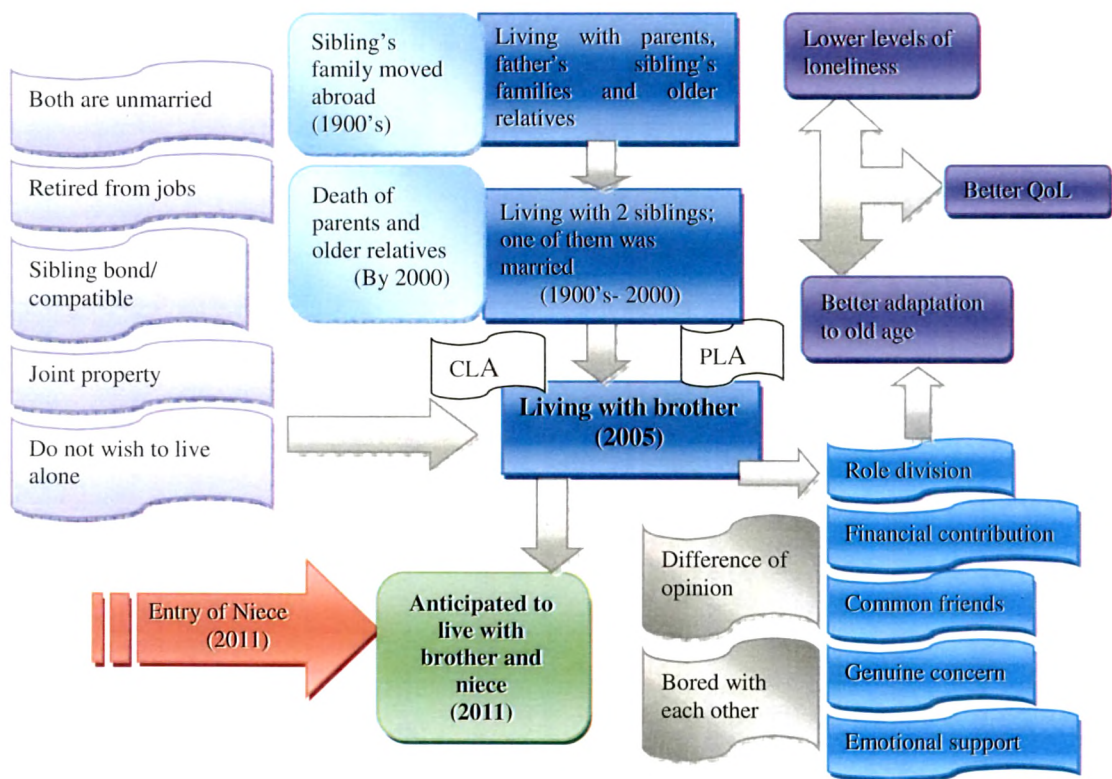 Both are unmarried
Retired from jobs
Sibling bond/
compatible
Joint property
Do not wish to live
alone
Sibling's
family moved
abroad
(1900's)
Living with parents,
father's sibling's
families and older
relatives
Death of
parents and
older relatives
(By 2000)
Living with 2 siblings;
one of them was
married
(1900's- 2000)
CLA
PLA
Living with brother
(2005)
Lower levels of
loneliness
Better QoL
Better adaptation
to old age
Role division
Financial contribution
Common friends
Genuine concern
Emotional support
Difference of
opinion
Bored with
each other
Entry of Niece
(2011)
Anticipated to
live with
brother and
niece
(2011)